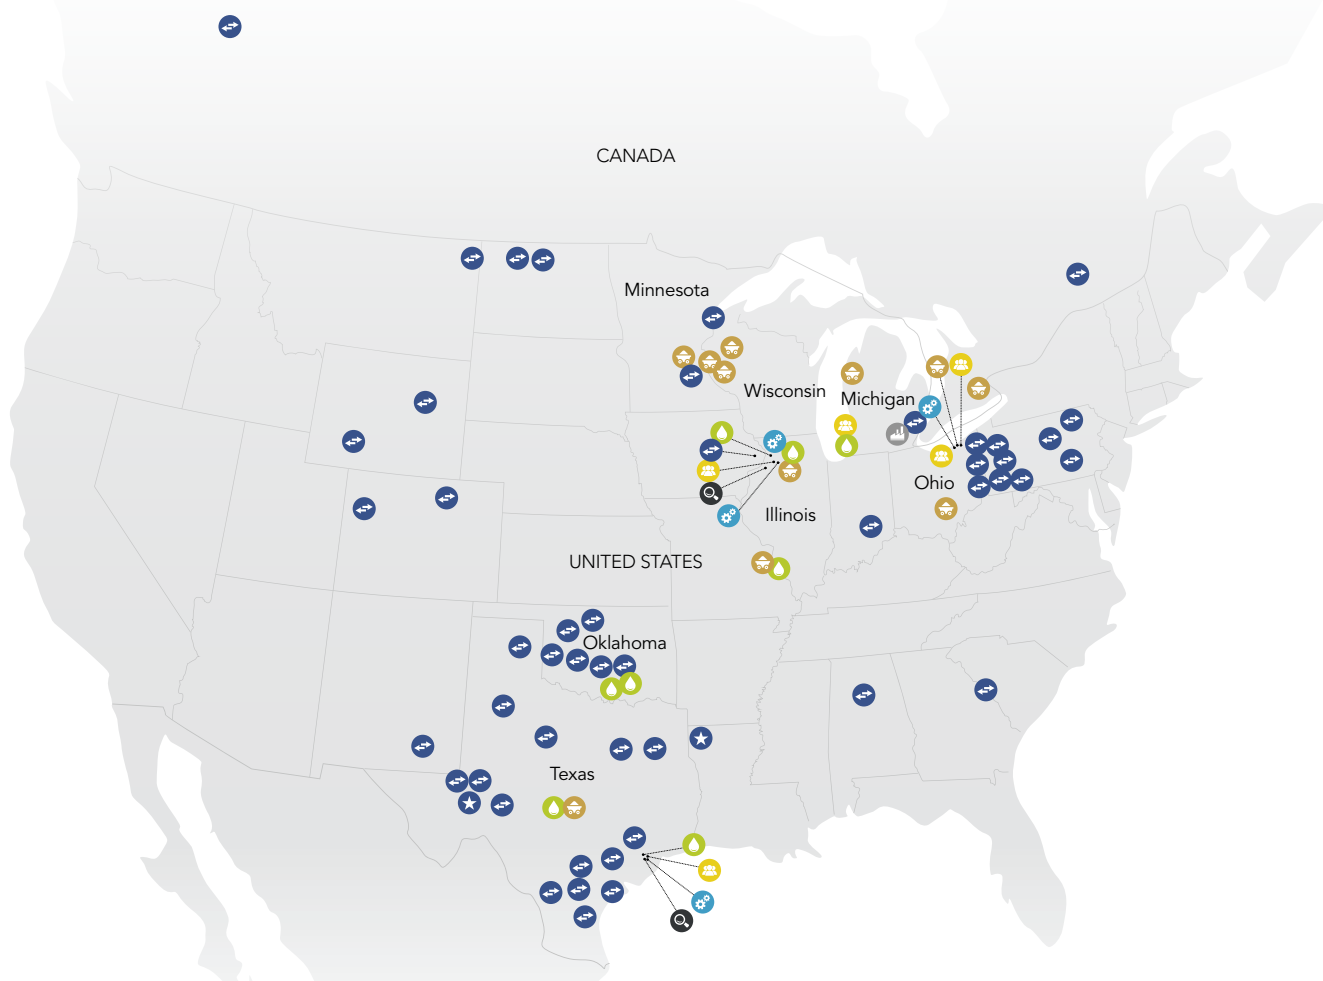 CANADA
Minnesota
Wisconsin
Michigan
Ohio
Illinois
UNITED STATES
Oklahoma
Texas